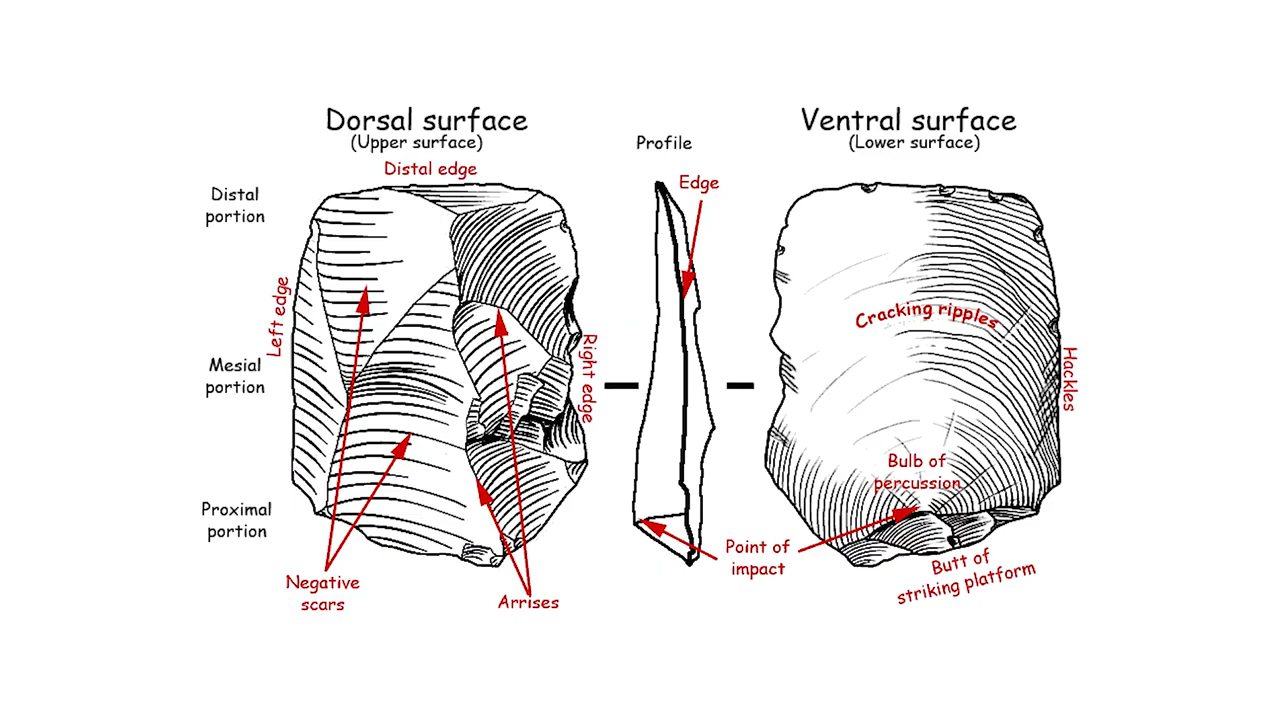 Dorsal surface
(Upper surface)
Distal edge
Distal
portion
Left edge
Mesial
portion
Right edge
Proximal
portion
Negative
scars
Arrises
Profile
Edge
Point of
impact
Ventral surface
(Lower surface)
Cracking ripples
Hackles
Bulb of
percussion
Butt of
striking platform